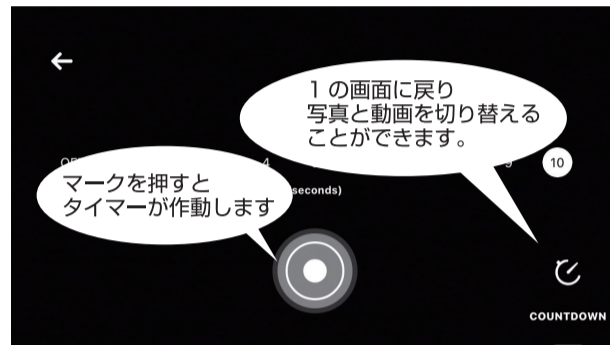 1の画面に戻り
写真と動画を切り替える
ことができます。
4 9 10
マークを押すと
タイマーが作動します
seconds)
COUNTDOWN